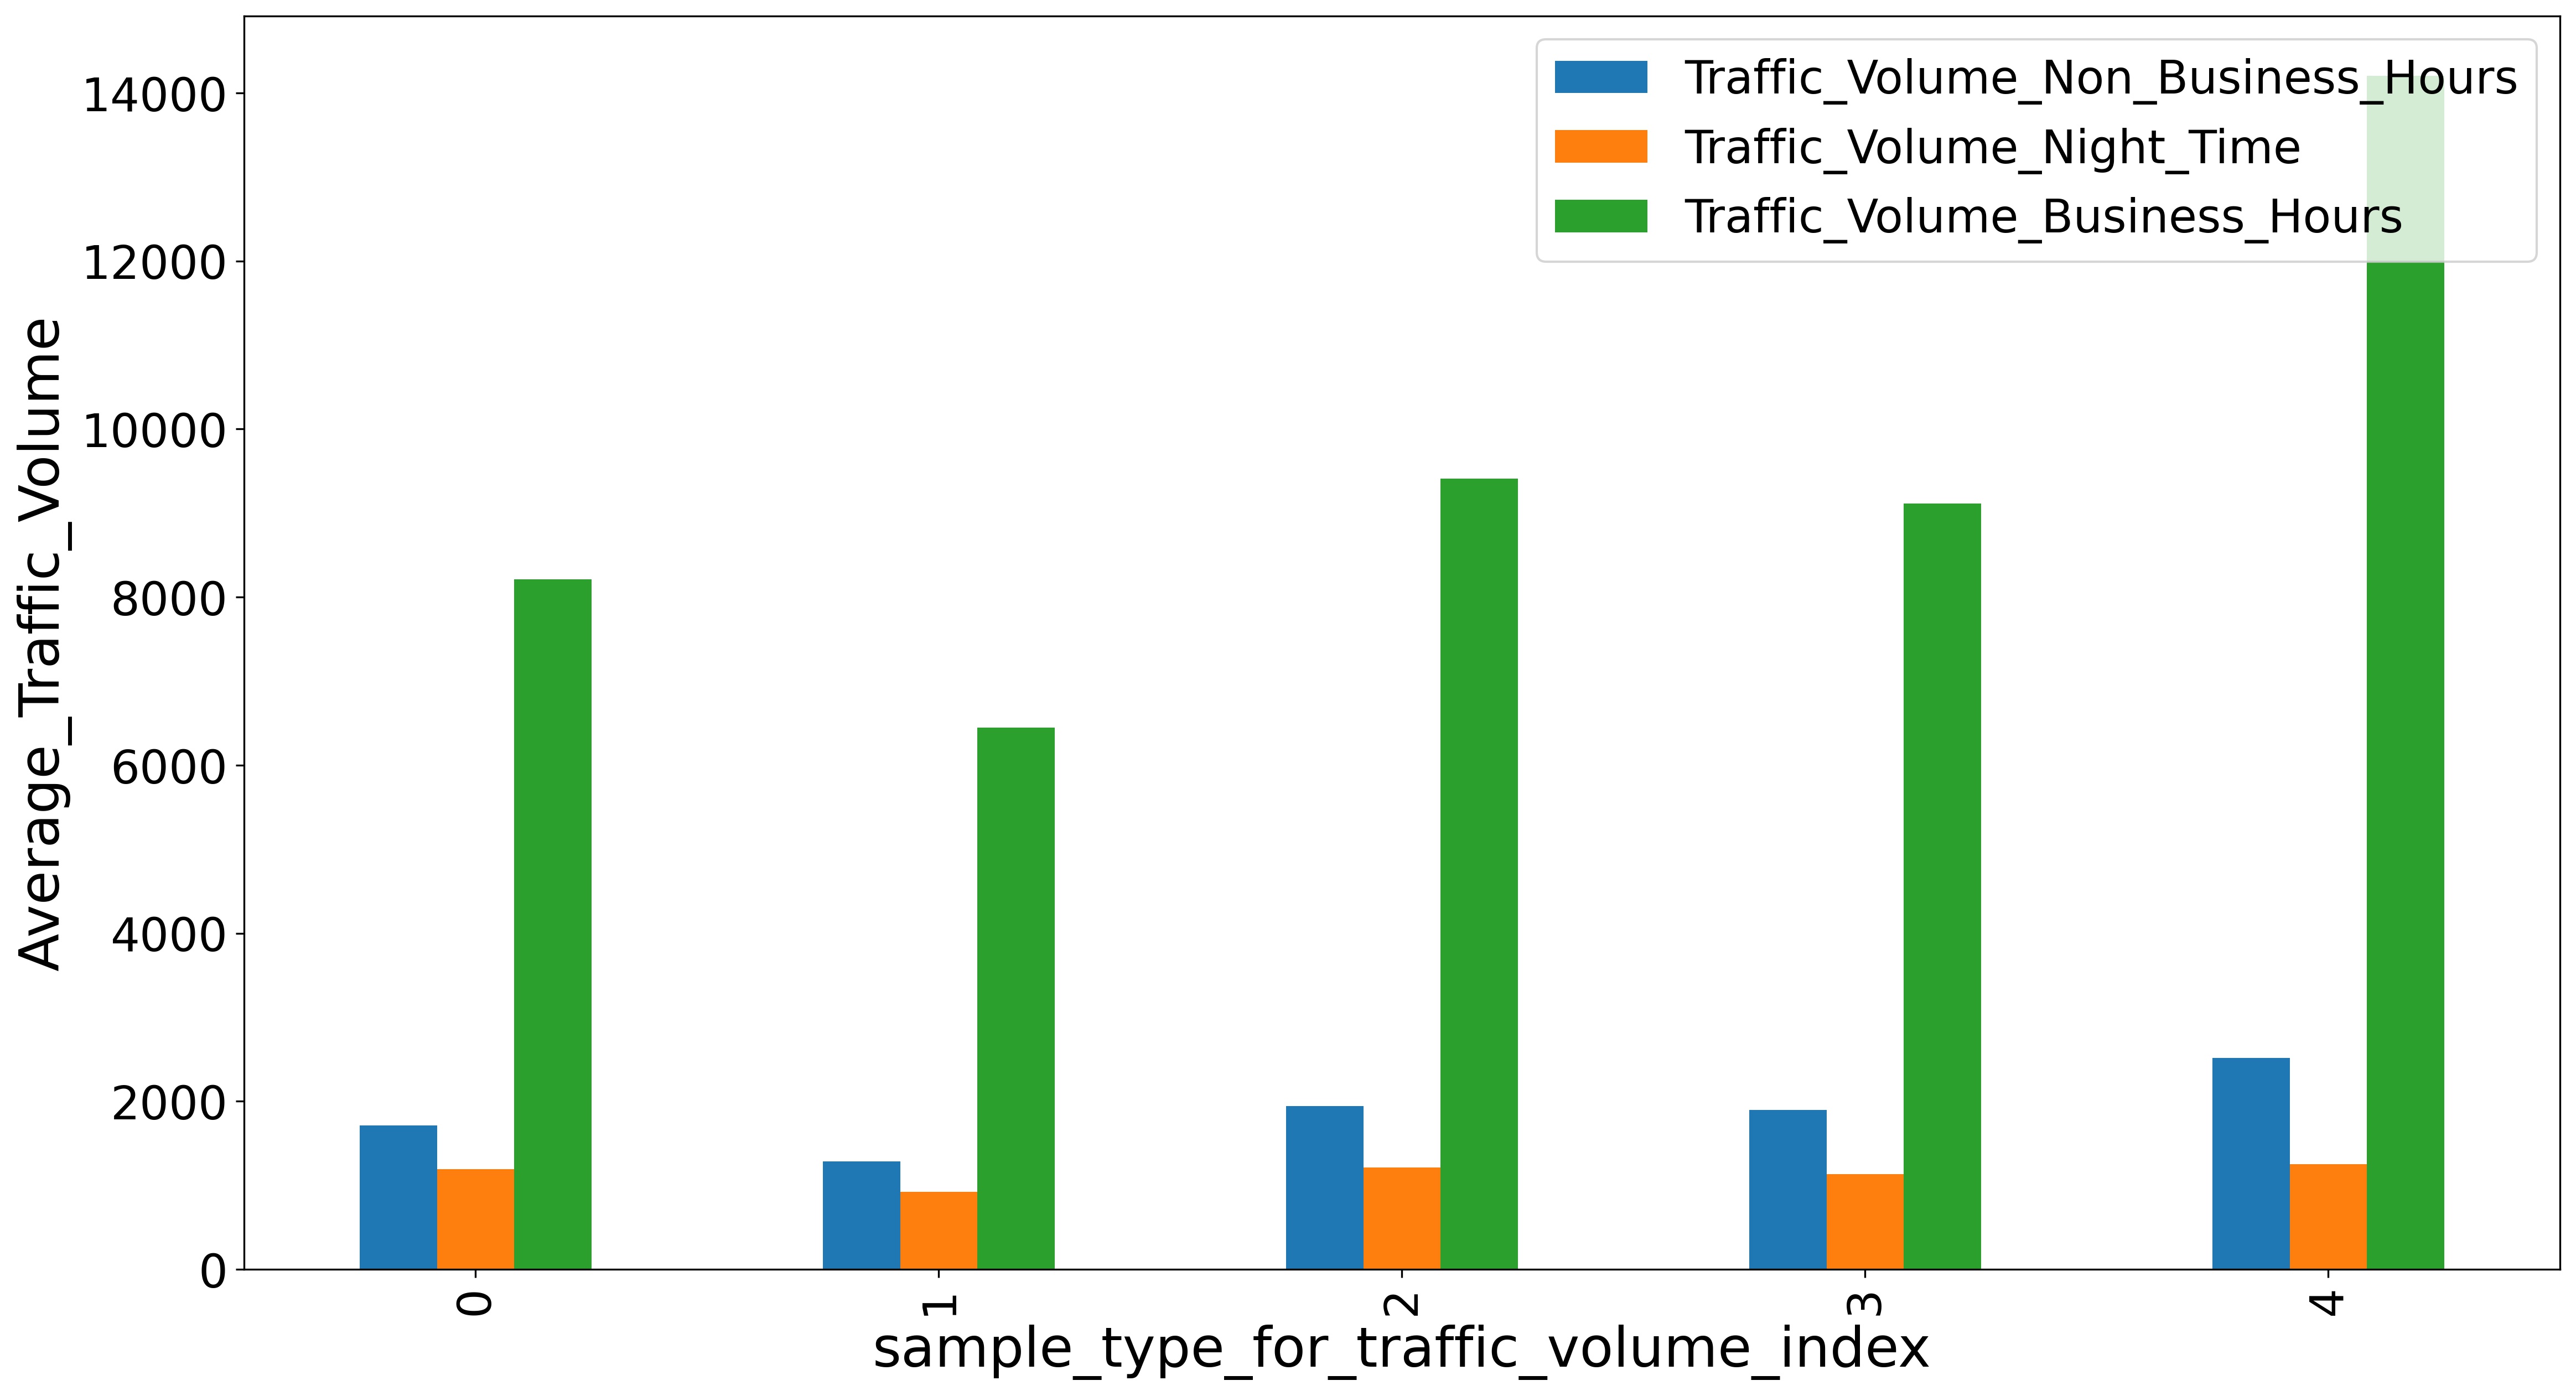 Traffic_Volume_Non_Business_Hours
Traffic_Volume_Night_Time
Traffic_Volume_Business_Hours
Average_Traffic_Volume
14000
12000
10000
8000
6000
4000
2000
0
0 1 2 3 4
sample_type_for_traffic_volume_index